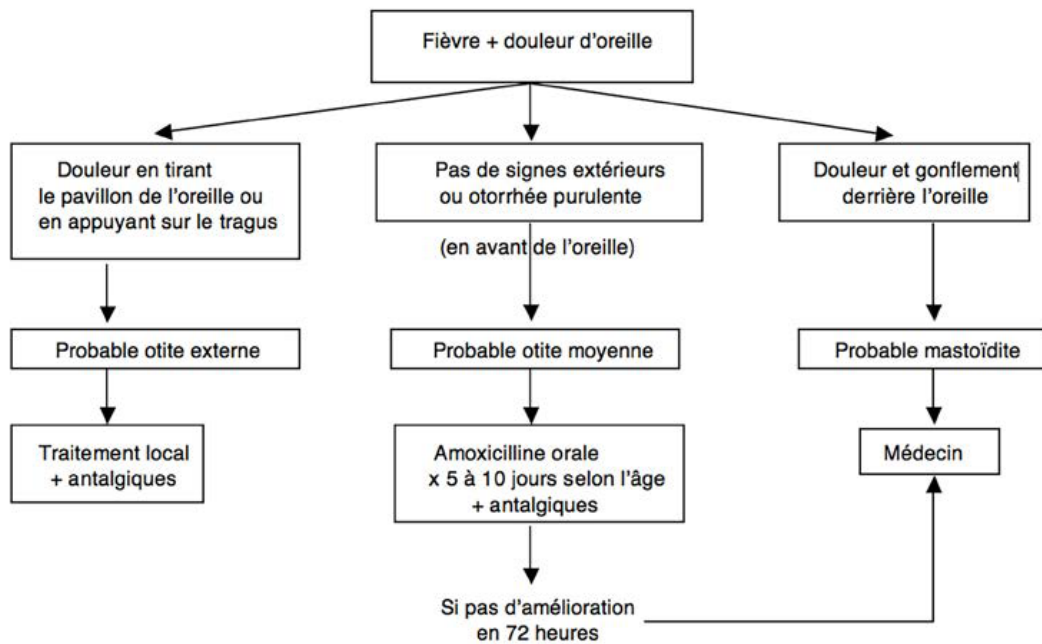 Fièvre + douleur d'oreille
Douleur en tirant
le pavillon de l'oreille ou
en appuyant sur le tragus
Pas de signes extérieurs
ou otorrhée purulente
Douleur et gonflement
derrière l'oreille
(en avant de l'oreille)
Probable otite externe
Probable otite moyenne
Probable mastoïdite
Traitement local
+ antalgiques
Amoxicilline orale
x 5 à 10 jours selon l'âge
+ antalgiques
Médecin
Si pas d'amélioration
en 72 heures